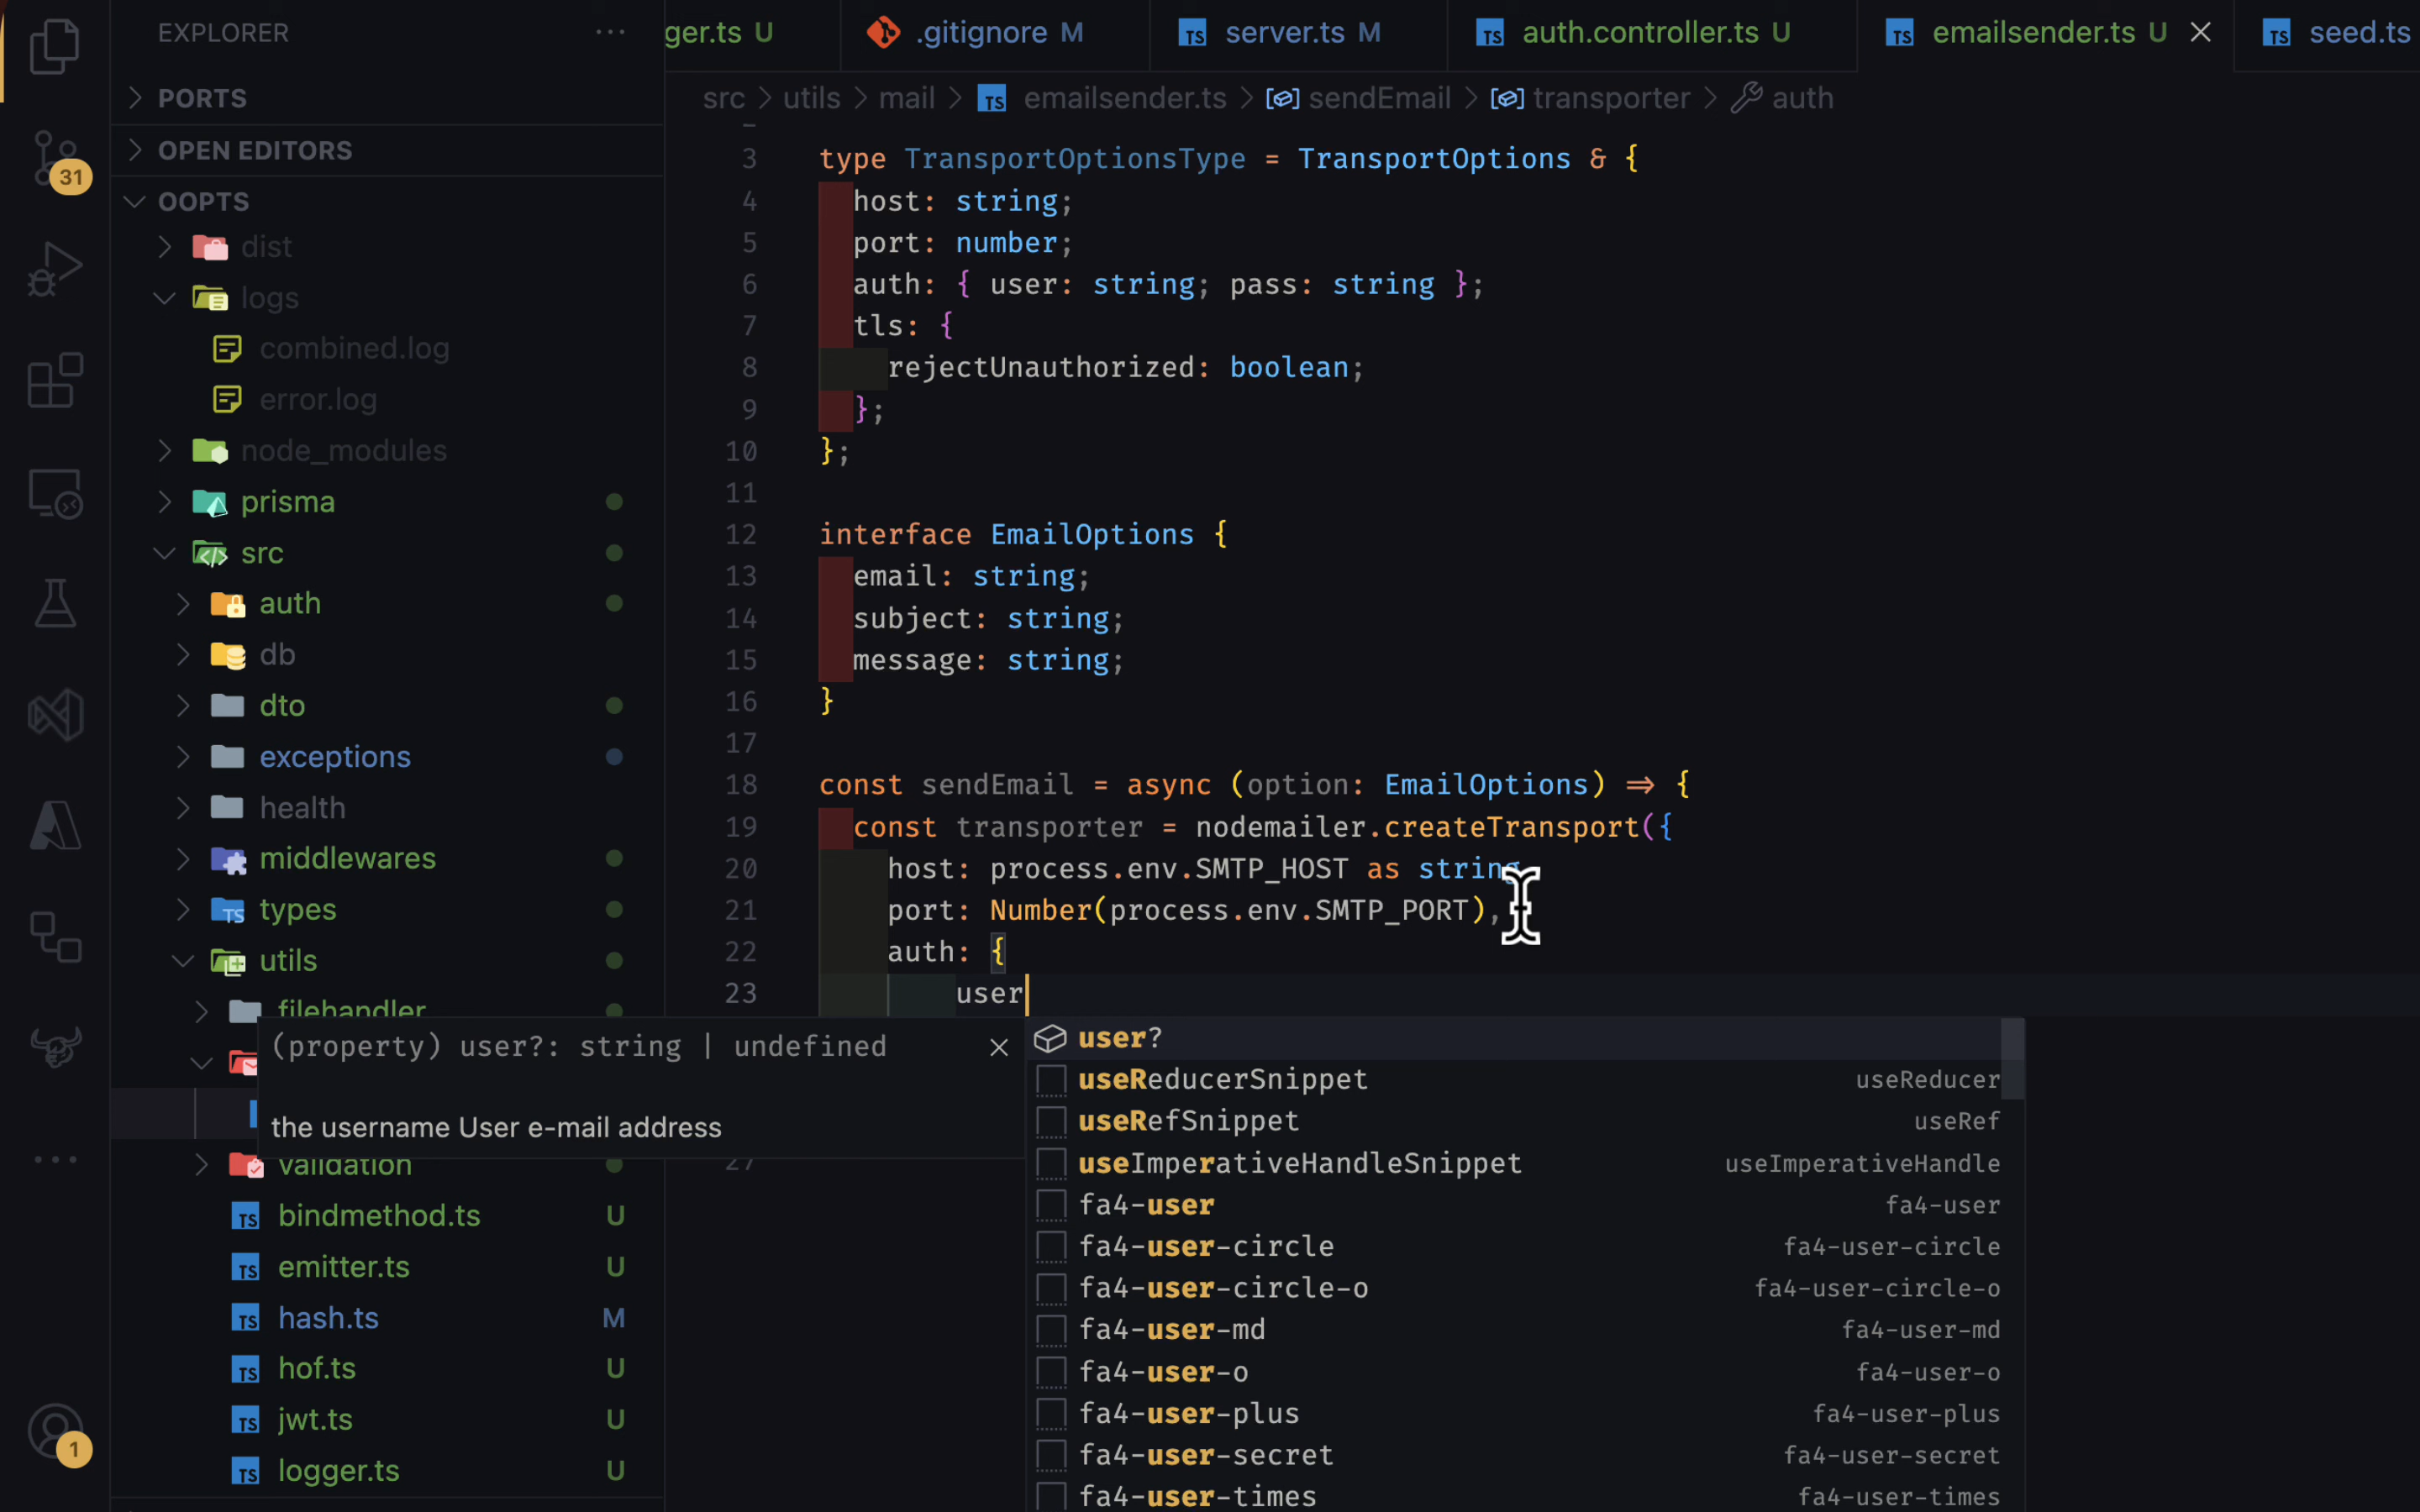 EXPLORER
PORTS
OPEN EDITORS
OOPTS
dist
logs
combined.log
error.log
node_modules
prisma
src
auth
db
dto
exceptions
health
middlewares
types
utils
filehandler
validation
bindmethod.ts U
emitter.ts U
hash.ts M
hof.ts U
jwt.ts U
logger.ts U
31
1
ger.ts U
.gitignore M
TS server.ts M
TS auth.controller.ts U
TS emailsender.ts U
TS seed.ts
src > utils > mail > TS emailsender.ts > sendEmail > transporter > auth
3 type TransportOptionsType = TransportOptions & {
4 host: string;
5 port: number;
6 auth: { user: string; pass: string };
7 tls: {
8 rejectUnauthorized: boolean;
9 };
10 };
11
12 interface EmailOptions {
13 email: string;
14 subject: string;
15 message: string;
16 }
17
18 const sendEmail = async (option: EmailOptions) => {
19 const transporter = nodemailer.createTransport({
20 host: process.env.SMTP_HOST as string
21 port: Number(process.env.SMTP_PORT),
22 auth: {
23 user
27
(property) user?: string | undefined
the username User e-mail address
user?
useReducerSnippet useReducer
useRefSnippet useRef
useImperativeHandleSnippet useImperativeHandle
fa4-user fa4-user
fa4-user-circle fa4-user-circle
fa4-user-circle-o fa4-user-circle-o
fa4-user-md fa4-user-md
fa4-user-o fa4-user-o
fa4-user-plus fa4-user-plus
fa4-user-secret fa4-user-secret
fa4-user-times fa4-user-times